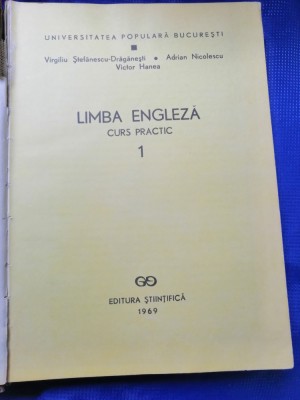 UNIVERSITATEA POPULARĂ BUCUREȘTI
Virgiliu Ștefănescu-Drăgănești • Adrian Nicolescu
Victor Hanea
LIMBA ENGLEZĂ
CURS PRACTIC
1
EDITURA ȘTIINȚIFICĂ
1969